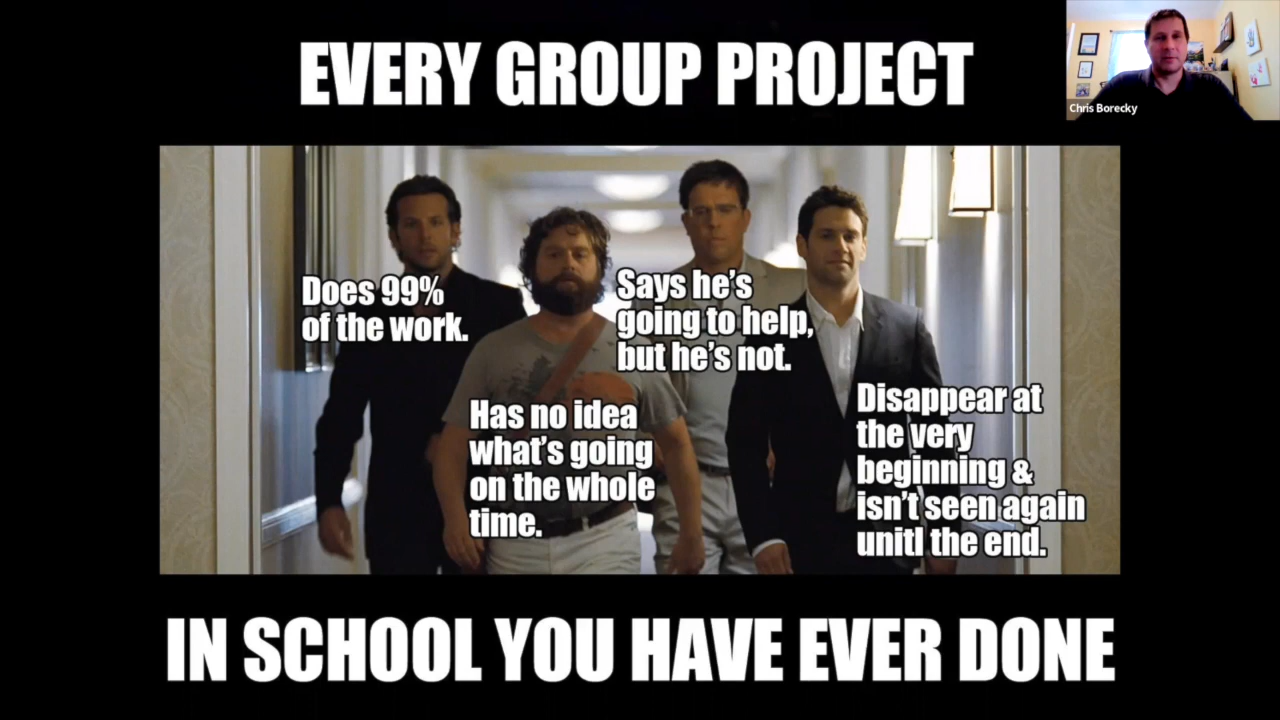 EVERY GROUP PROJECT
Chris Borecky
Does 99%
of the work.
Says he's
going to help,
but he's not.
Has no idea
what's going
on the whole
time.
Disappear at
the very
beginning &
isn't seen again
unitl the end.
IN SCHOOL YOU HAVE EVER DONE